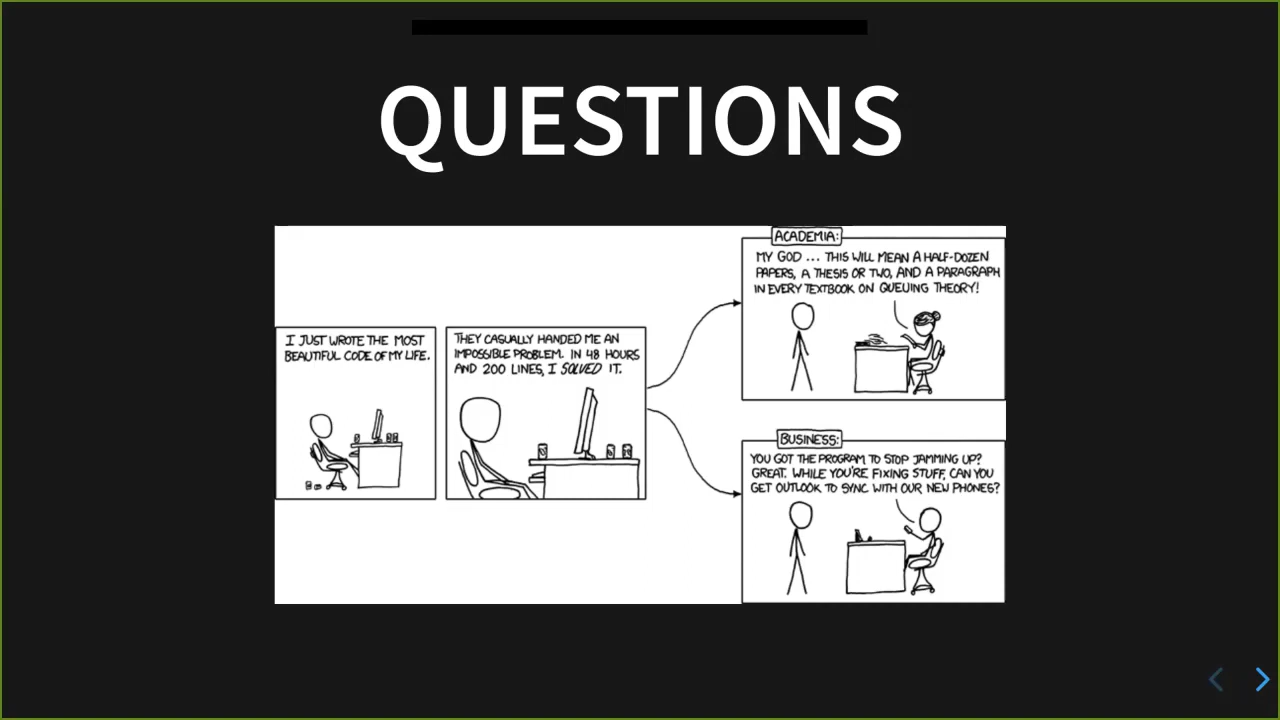 QUESTIONS
I JUST WROTE THE MOST
BEAUTIFUL CODE OF MY LIFE.
THEY CASUALLY HANDED ME AN
IMPOSSIBLE PROBLEM. IN 48 HOURS
AND 200 LINES, I SOLVED IT.
ACADEMIA:
MY GOD ... THIS WILL MEAN A HALF-DOZEN
PAPERS, A THESIS OR TWO, AND A PARAGRAPH
IN EVERY TEXTBOOK ON QUEUING THEORY!
BUSINESS:
YOU GOT THE PROGRAM TO STOP JAMMING UP?
GREAT. WHILE YOU'RE FIXING STUFF, CAN YOU
GET OUTLOOK TO SYNC WITH OUR NEW PHONES?